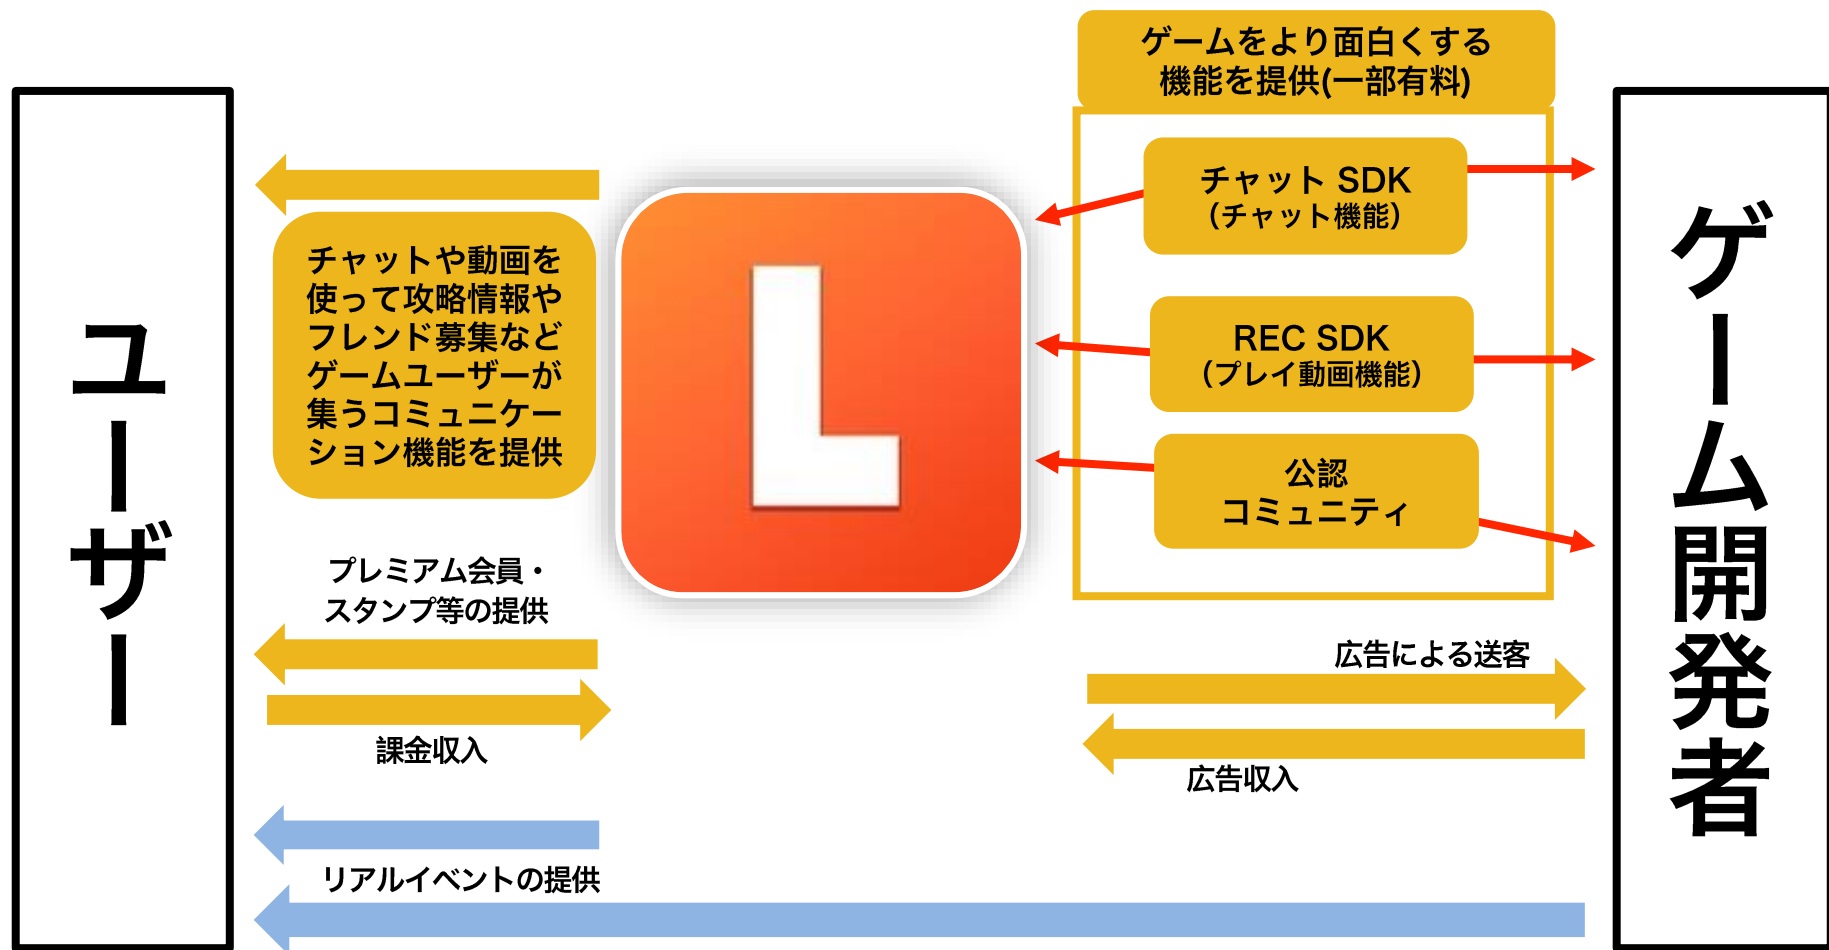 ユーザー
チャットや動画を
使って攻略情報や
フレンド募集など
ゲームユーザーが
集うコミュニケー
ション機能を提供
プレミアム会員・
スタンプ等の提供
課金収入
リアルイベントの提供
L
ゲームをより面白くする
機能を提供(一部有料)
チャット SDK
（チャット機能）
REC SDK
（プレイ動画機能）
公認
コミュニティ
広告による送客
広告収入
ゲーム開発者